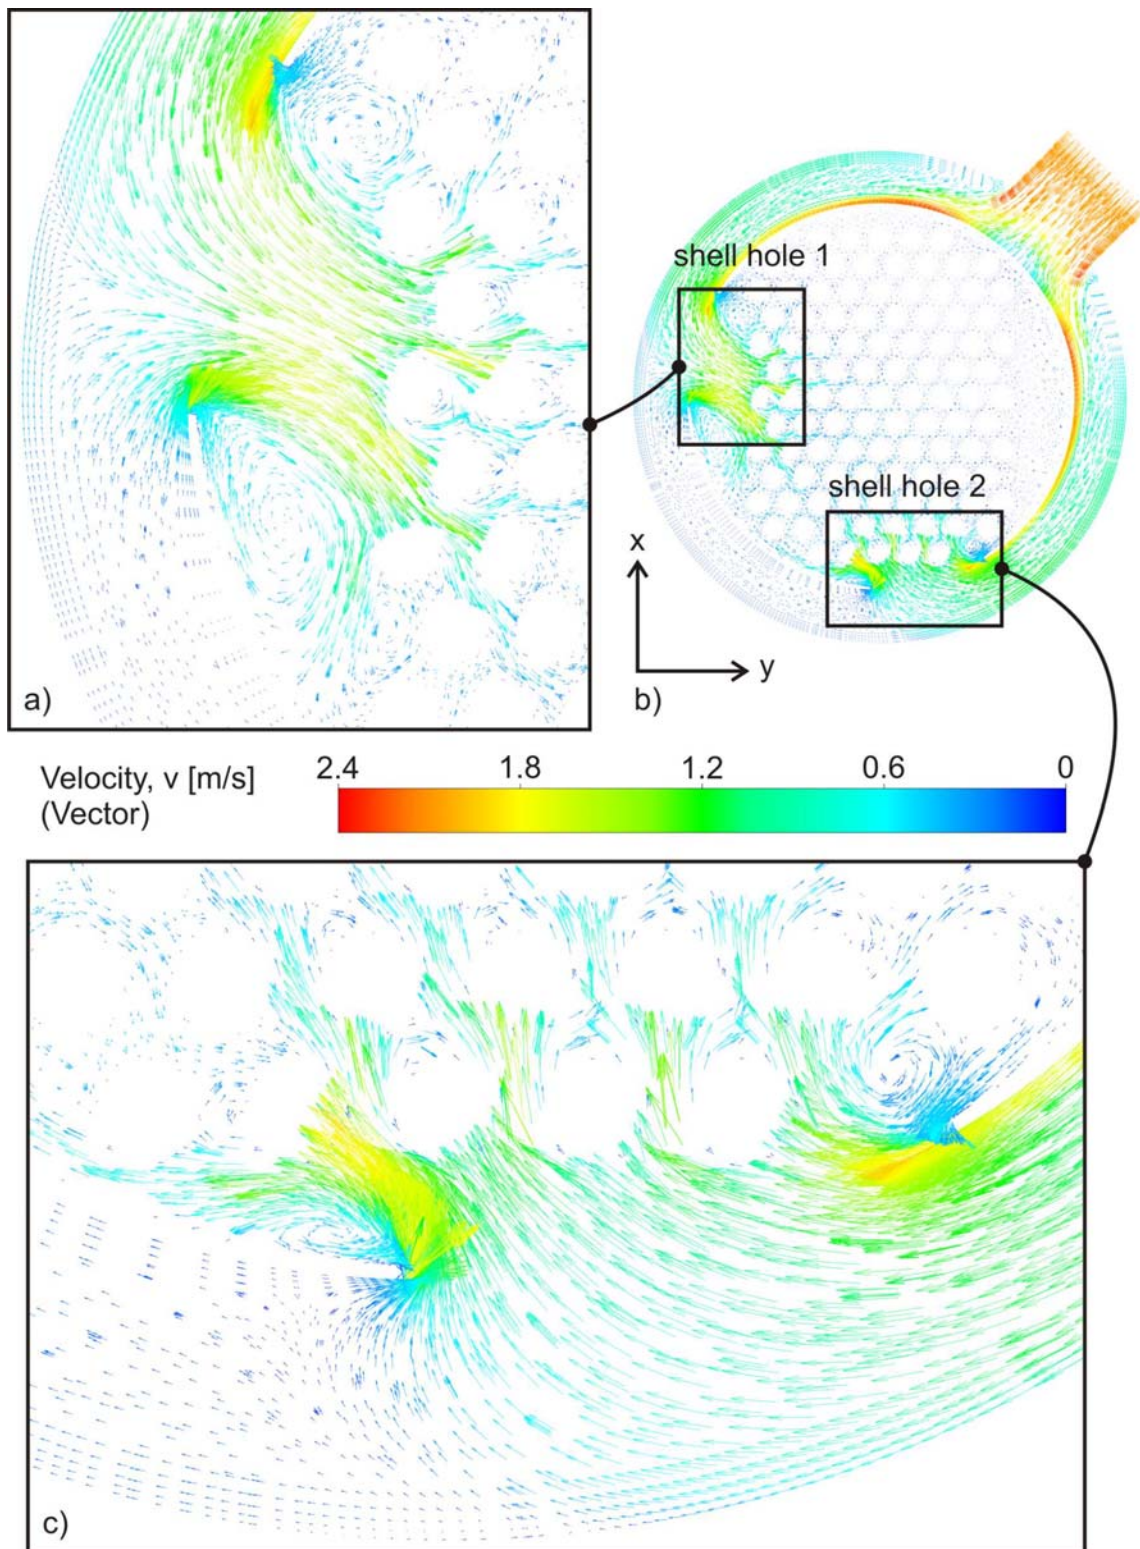 shell hole 1
shell hole 2
x
y
a)
b)
Velocity, v [m/s]
(Vector)
2.4 1.8 1.2 0.6 0
c)